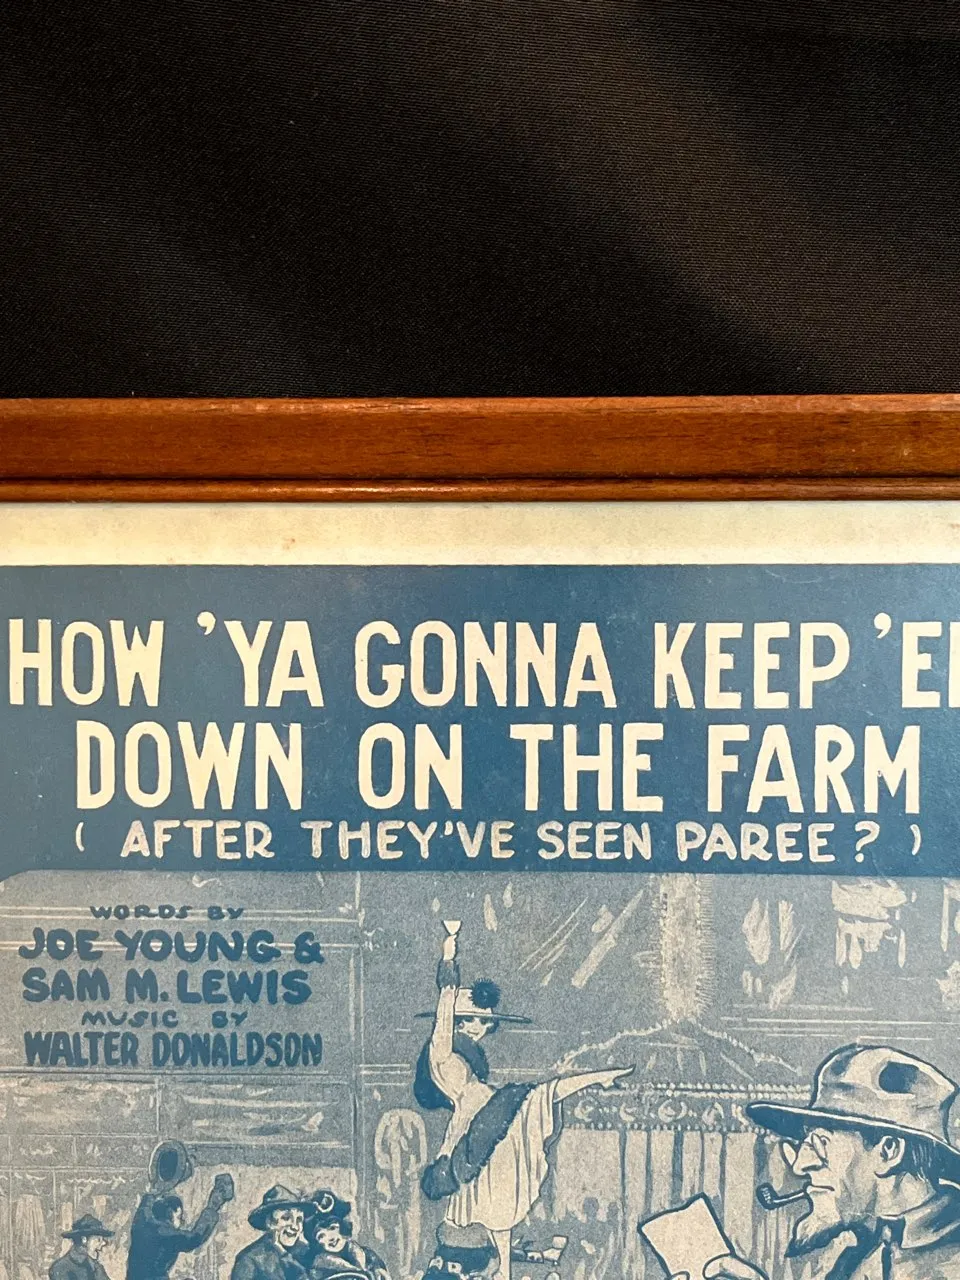 HOW 'YA GONNA KEEP 'E
DOWN ON THE FARM
( AFTER THEY'VE SEEN PAREE? )
WORDS BY
JOE YOUNG &
SAM M. LEWIS
MUSIC BY
WALTER DONALDSON